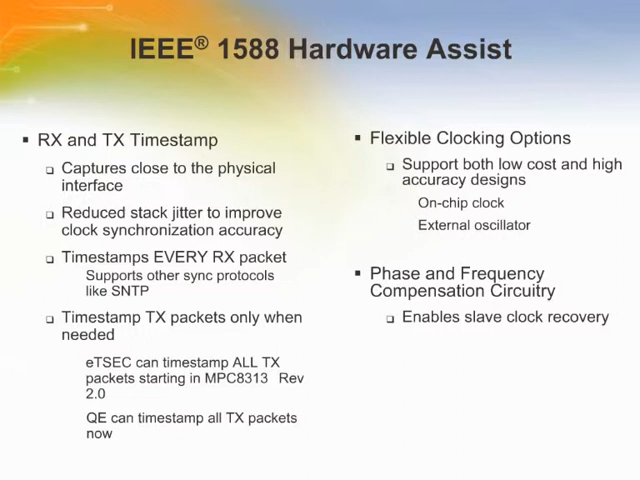 IEEE® 1588 Hardware Assist
▪ RX and TX Timestamp
❑ Captures close to the physical
interface
❑ Reduced stack jitter to improve
clock synchronization accuracy
❑ Timestamps EVERY RX packet
Supports other sync protocols
like SNTP
❑ Timestamp TX packets only when
needed
eTSEC can timestamp ALL TX
packets starting in MPC8313 Rev
2.0
QE can timestamp all TX packets
now
▪ Flexible Clocking Options
❑ Support both low cost and high
accuracy designs
On-chip clock
External oscillator
▪ Phase and Frequency
Compensation Circuitry
❑ Enables slave clock recovery